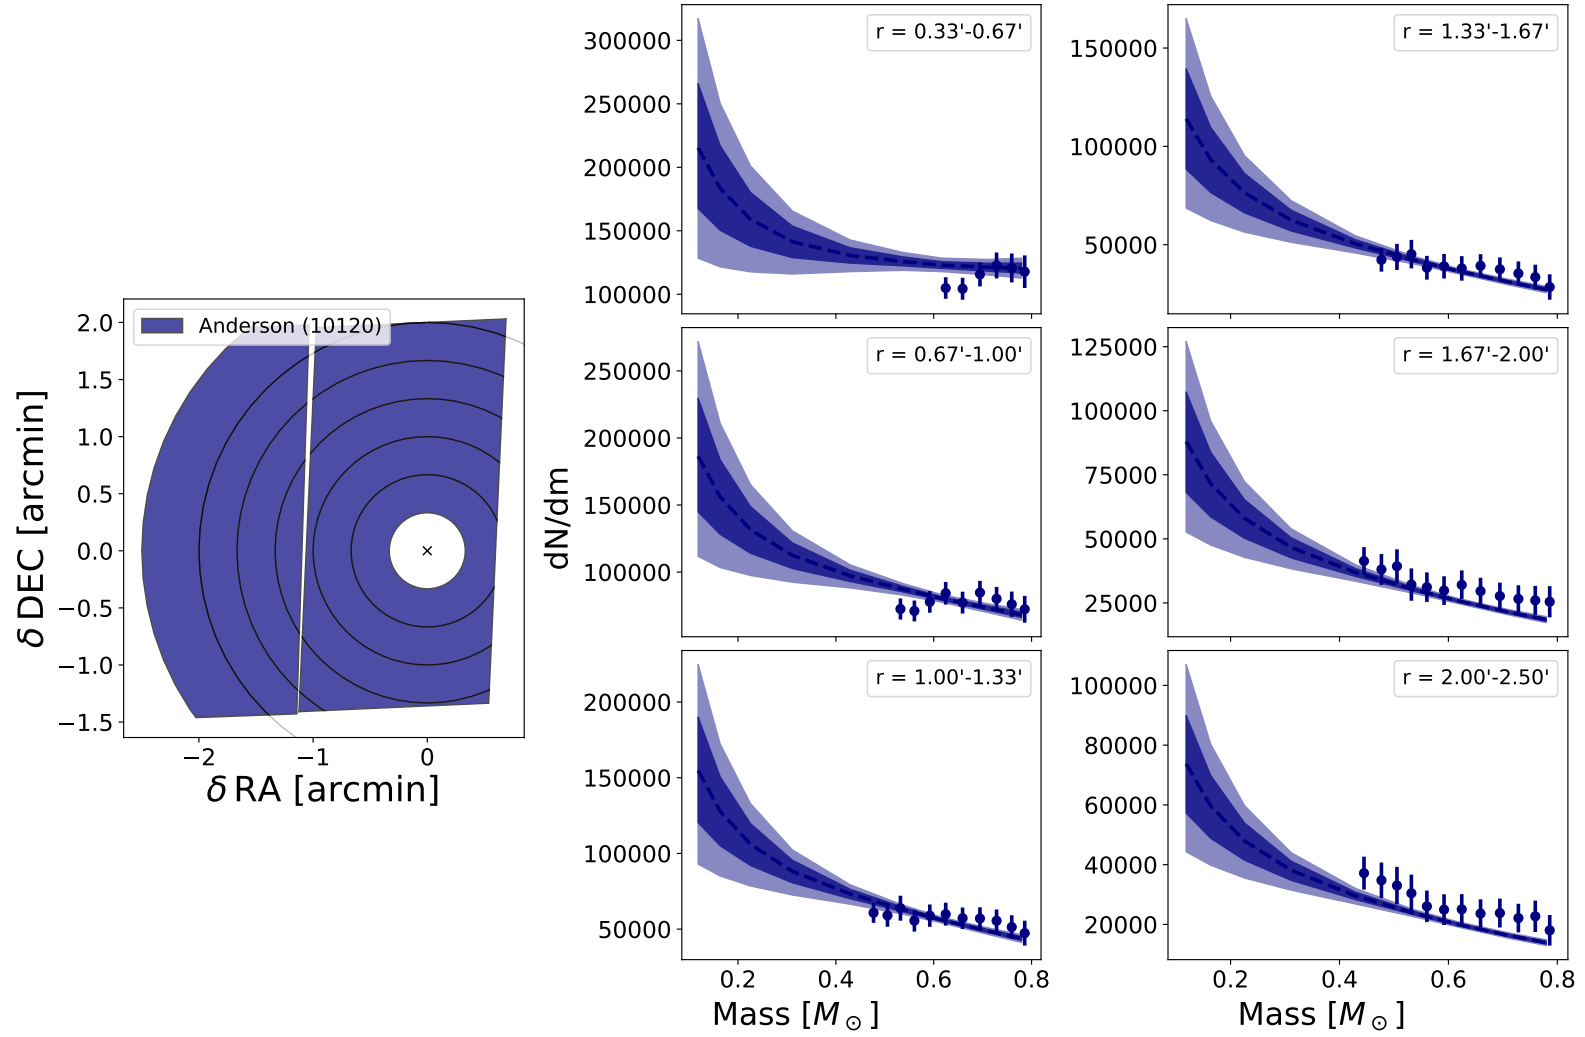 Anderson (10120)
2.0
1.5
1.0
0.5
0.0
−0.5
−1.0
−1.5
δ DEC [arcmin]
−2 −1 0
δ RA [arcmin]
dN/dm
r = 0.33'-0.67'
300000
250000
200000
150000
100000
r = 0.67'-1.00'
250000
200000
150000
100000
r = 1.00'-1.33'
200000
150000
100000
50000
0.2 0.4 0.6 0.8
Mass [M⊙]
r = 1.33'-1.67'
150000
100000
50000
r = 1.67'-2.00'
125000
100000
75000
50000
25000
r = 2.00'-2.50'
100000
80000
60000
40000
20000
0.2 0.4 0.6 0.8
Mass [M⊙]